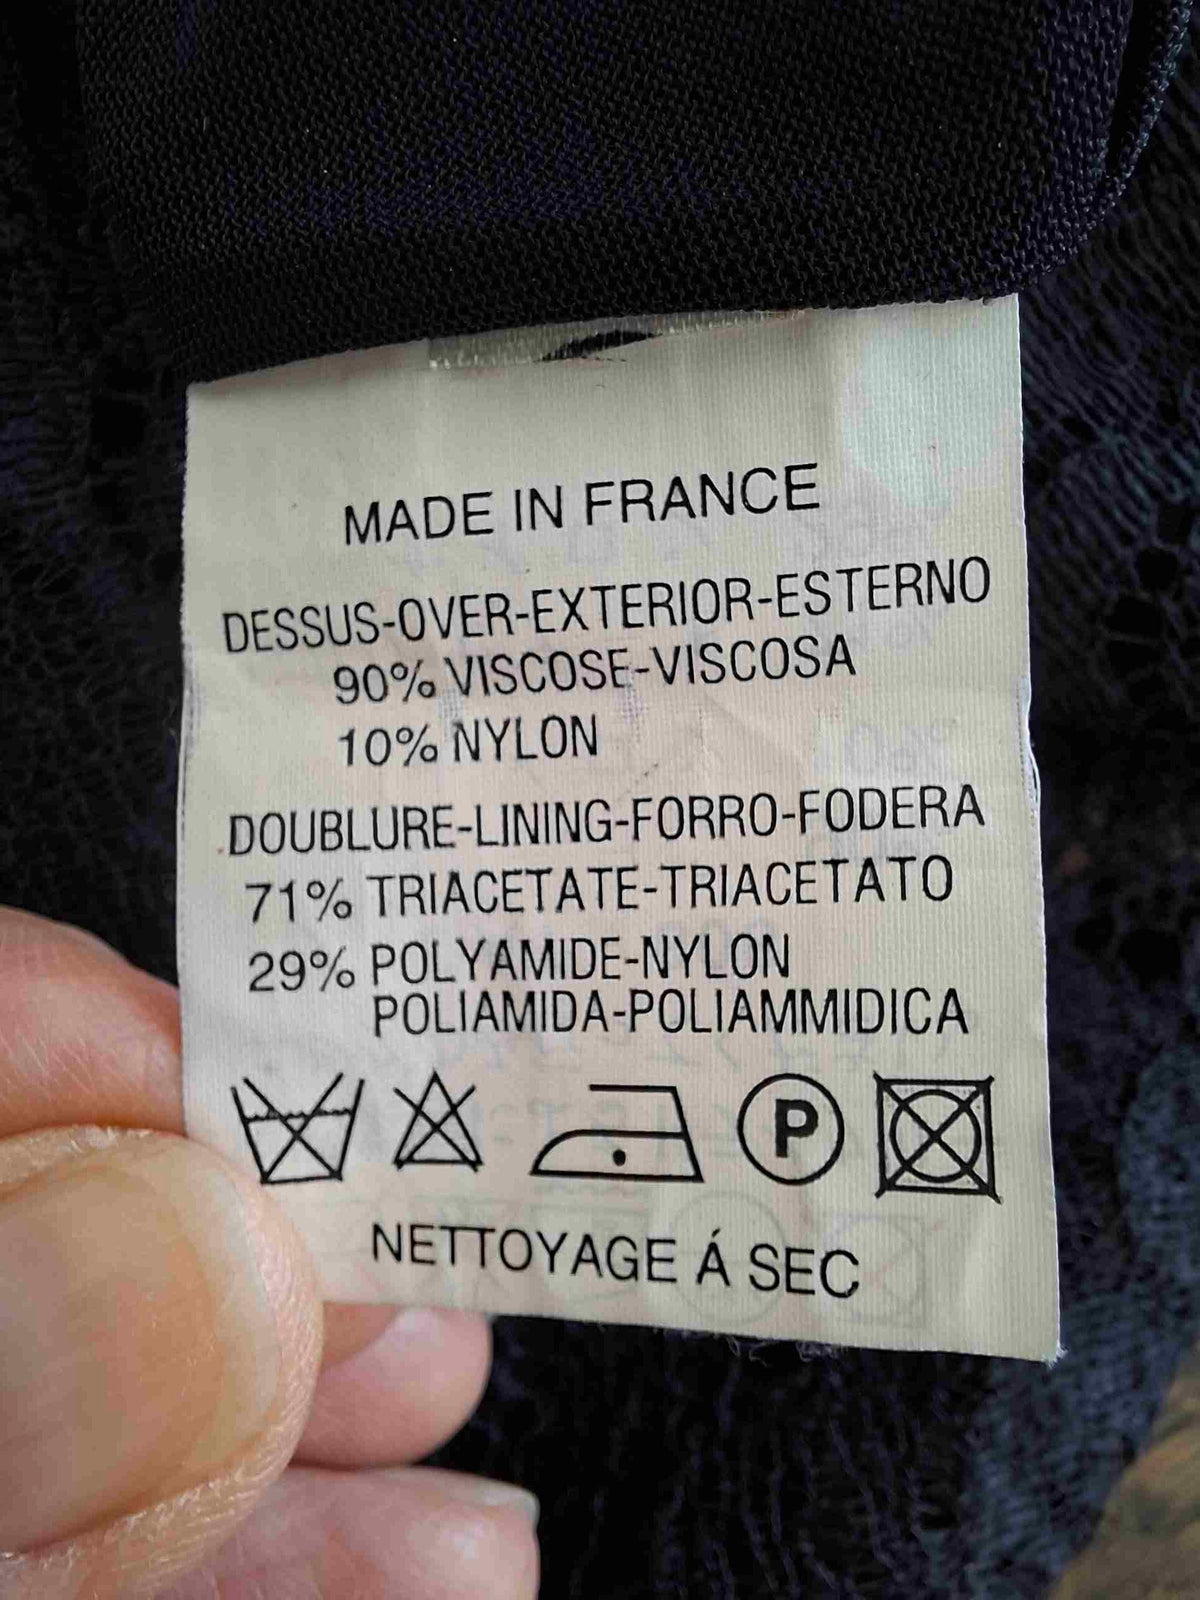 MADE IN FRANCE
DESSUS-OVER-EXTERIOR-ESTERNO
90% VISCOSE-VISCOSA
10% NYLON
DOUBLURE-LINING-FORRO-FODERA
71% TRIACETATE-TRIACETATO
29% POLYAMIDE-NYLON
POLIAMIDA-POLIAMMIDICA
P
NETTOYAGE Á SEC